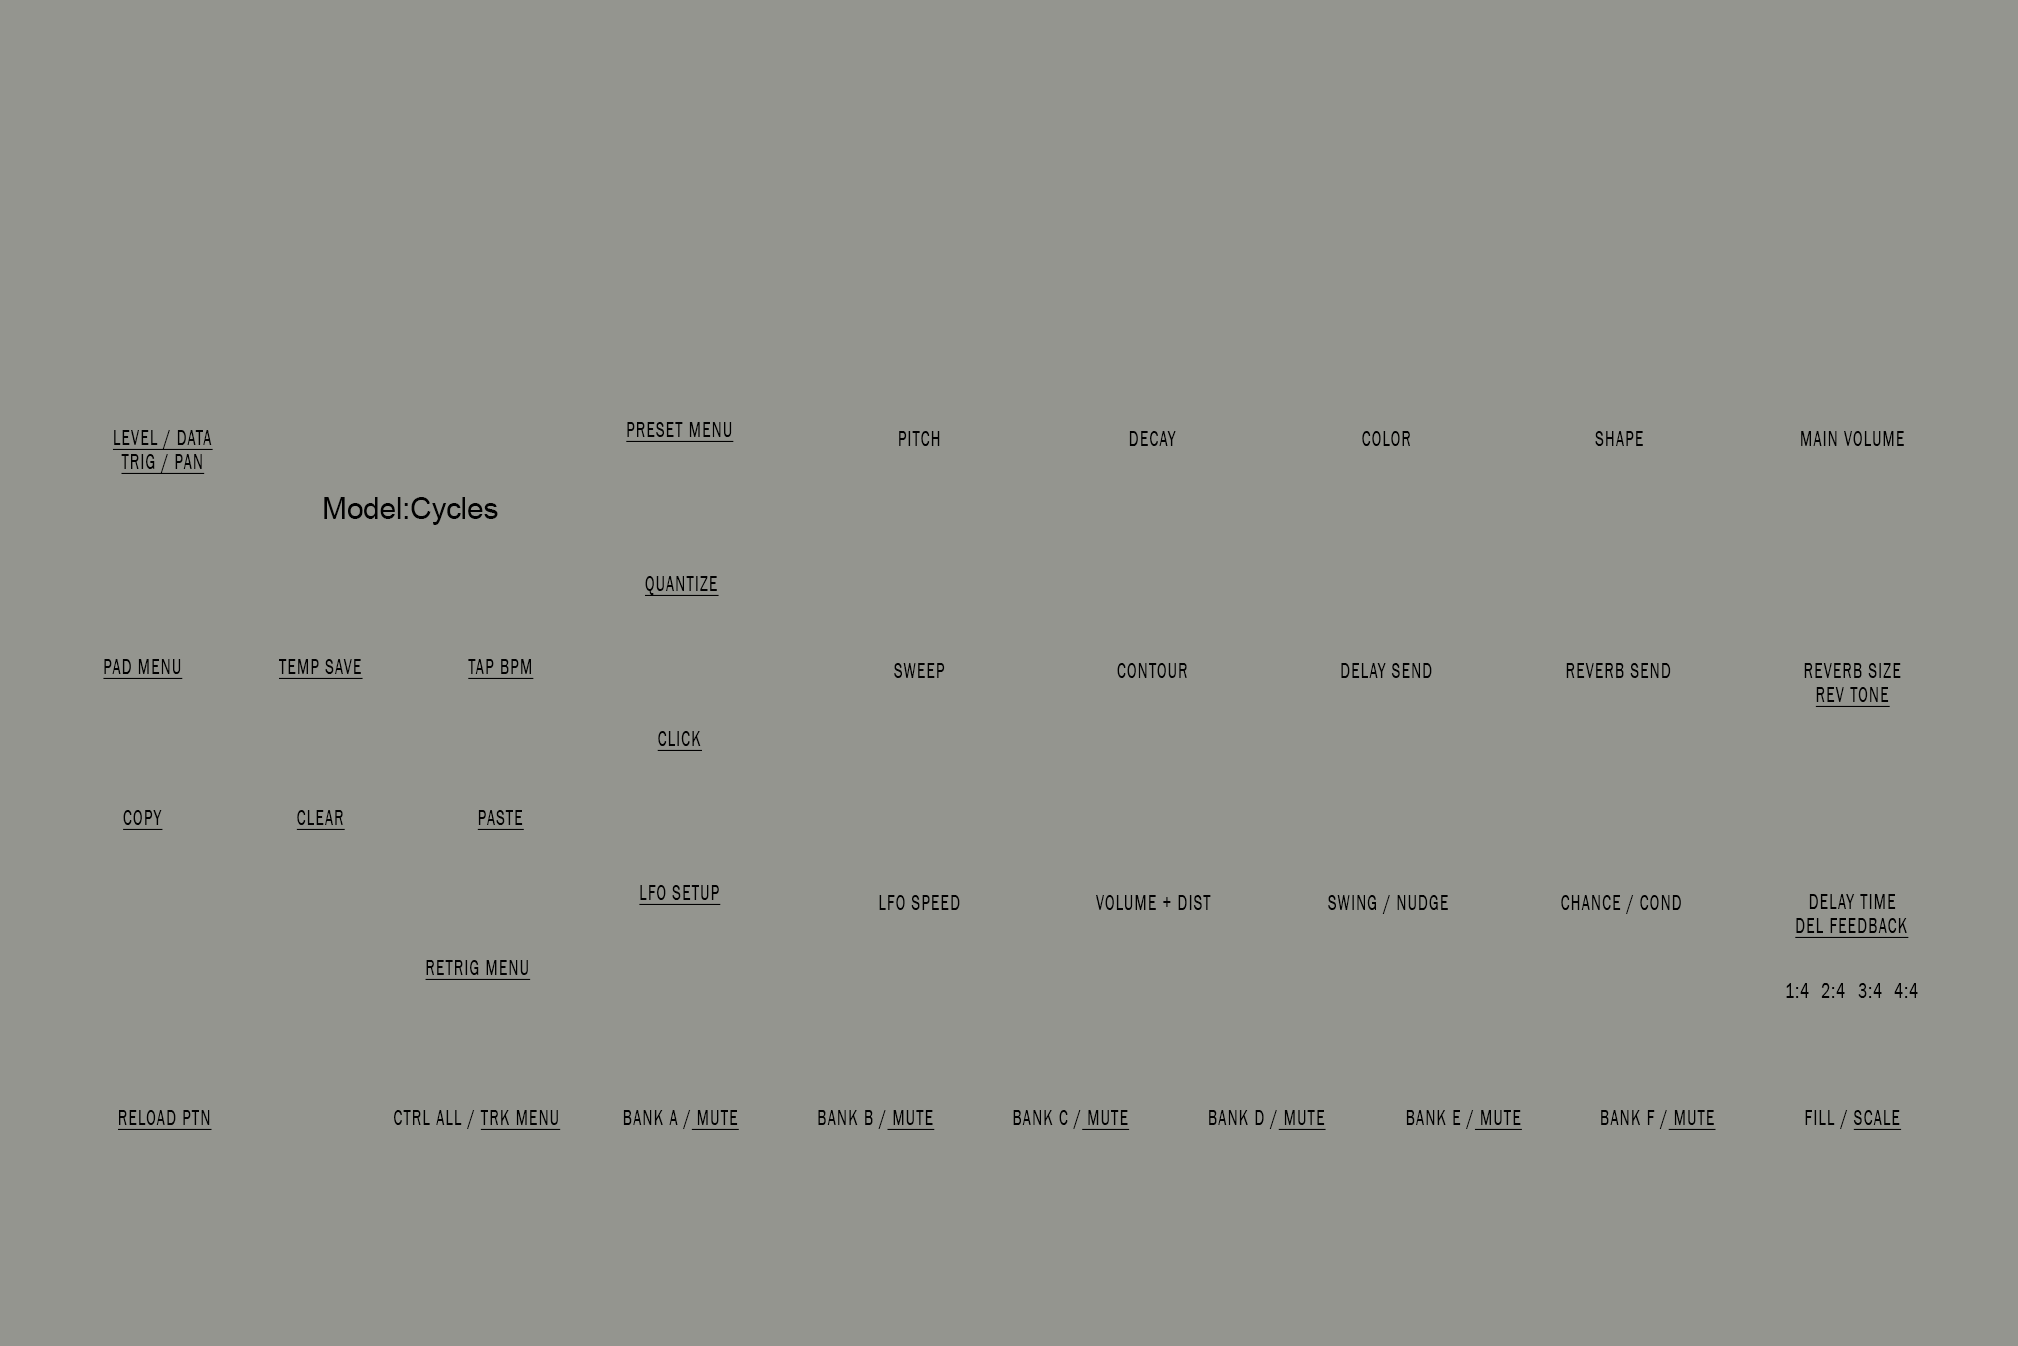 PRESET MENU
LEVEL / DATA
TRIG / PAN
PITCH
DECAY
COLOR
SHAPE
MAIN VOLUME
Model:Cycles
QUANTIZE
PAD MENU
TEMP SAVE
TAP BPM
SWEEP
CONTOUR
DELAY SEND
REVERB SEND
REVERB SIZE
REV TONE
CLICK
COPY
CLEAR
PASTE
LFO SETUP
LFO SPEED
VOLUME + DIST
SWING / NUDGE
CHANCE / COND
DELAY TIME
DEL FEEDBACK
RETRIG MENU
1:4 2:4 3:4 4:4
RELOAD PTN
CTRL ALL / TRK MENU
BANK A / MUTE
BANK B / MUTE
BANK C / MUTE
BANK D / MUTE
BANK E / MUTE
BANK F / MUTE
FILL / SCALE